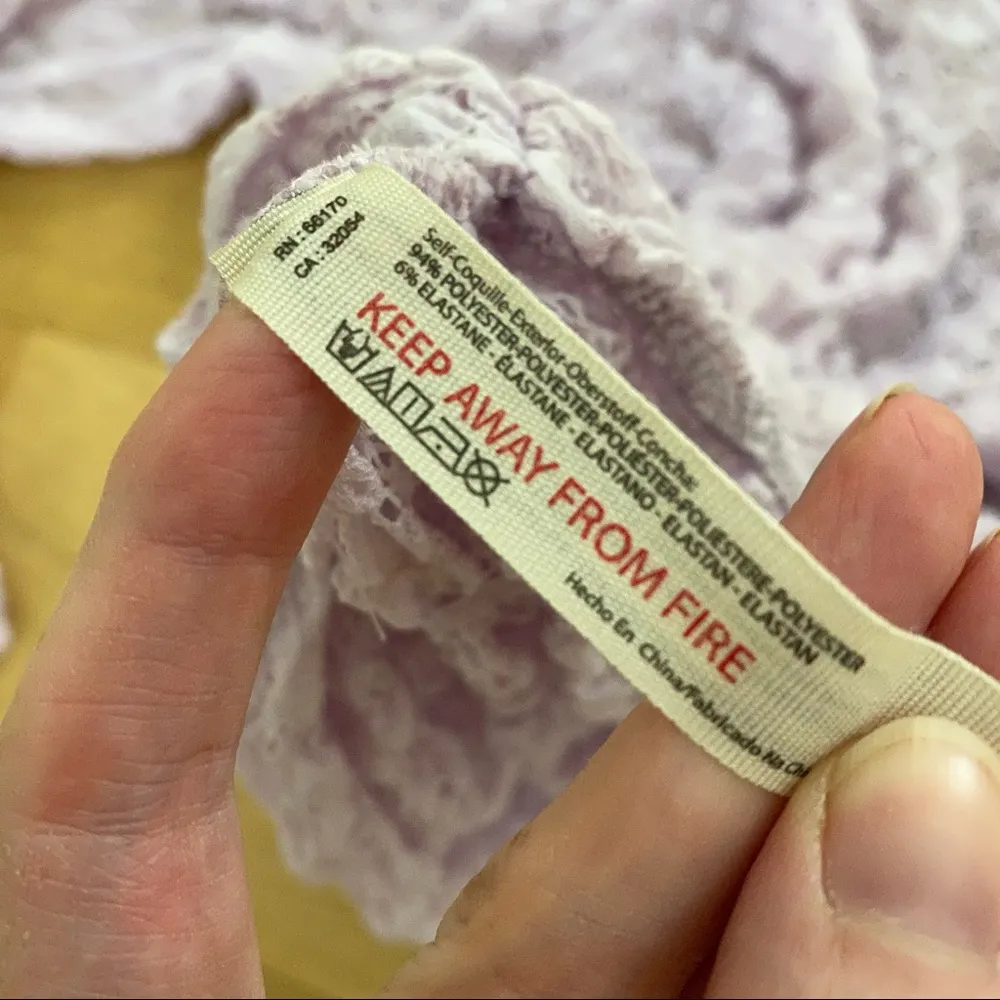 RN : 66170
CA : 32054
Self-Coquille-Exterior-Oberstoff-Concha:
94% POLYESTER-POLYESTER-POLIÉSTER-POLIESTERE-POLYESTER
6% ELASTANE - ÉLASTANE - ELASTANO - ELASTAN - ELASTAN
KEEP AWAY FROM FIRE
Hecho En China/Fabricado Na Chi